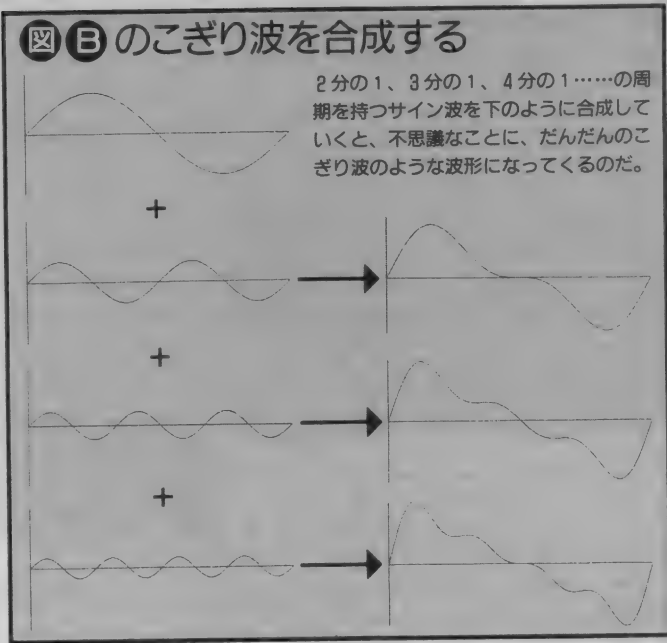 図Bのこぎり波を合成する
2分の1、3分の1、4分の1……の周
期を持つサイン波を下のように合成して
いくと、不思議なことに、だんだんのこ
ぎり波のような波形になってくるのだ。
+
+
+